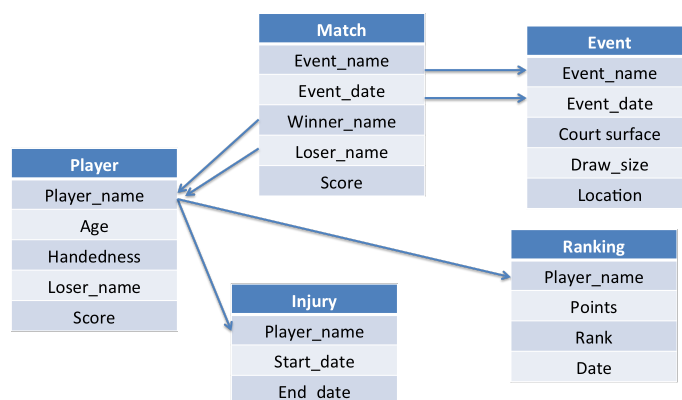 Match
Event_name
Event_date
Winner_name
Loser_name
Score
Event
Event_name
Event_date
Court surface
Draw_size
Location
Player
Player_name
Age
Handedness
Loser_name
Score
Injury
Player_name
Start_date
End_date
Ranking
Player_name
Points
Rank
Date